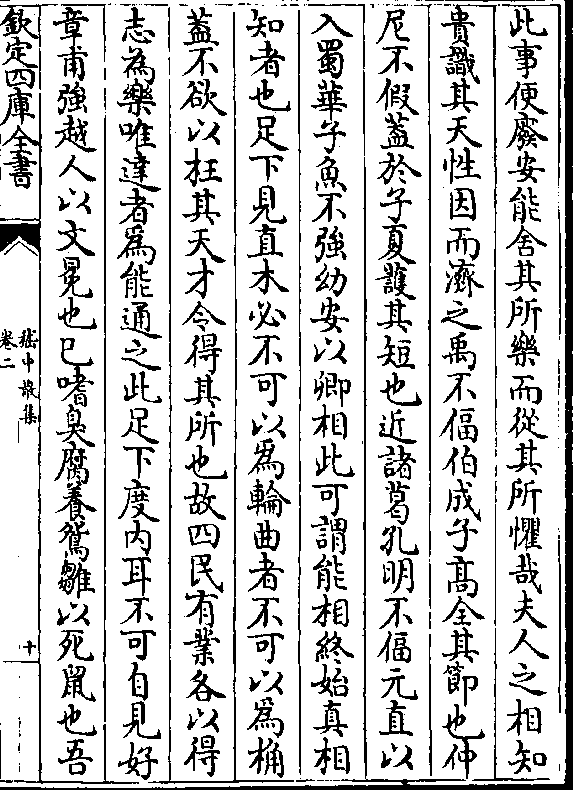 此事便廢安能舍其所樂而從其所懼哉夫人之相知
貴識其天性因而濟之禹不偪伯成子高全其節也仲
尼不假蓋於子夏䕶其短也近諸葛孔明不偪元直以
入蜀華子魚不強幼安以卿相此可謂能相終始真相
知者也足下見直木必不可以為輪曲者不可以為桷
蓋不欲以枉其天才令得其所也故四民有業各以得
志為樂唯達者為能通之此足下度内耳不可自見好
章甫強越人以文冕也已嗜臭腐養鴛雛以死鼠也吾
欽定四庫全書
嵇中散集
卷二
十